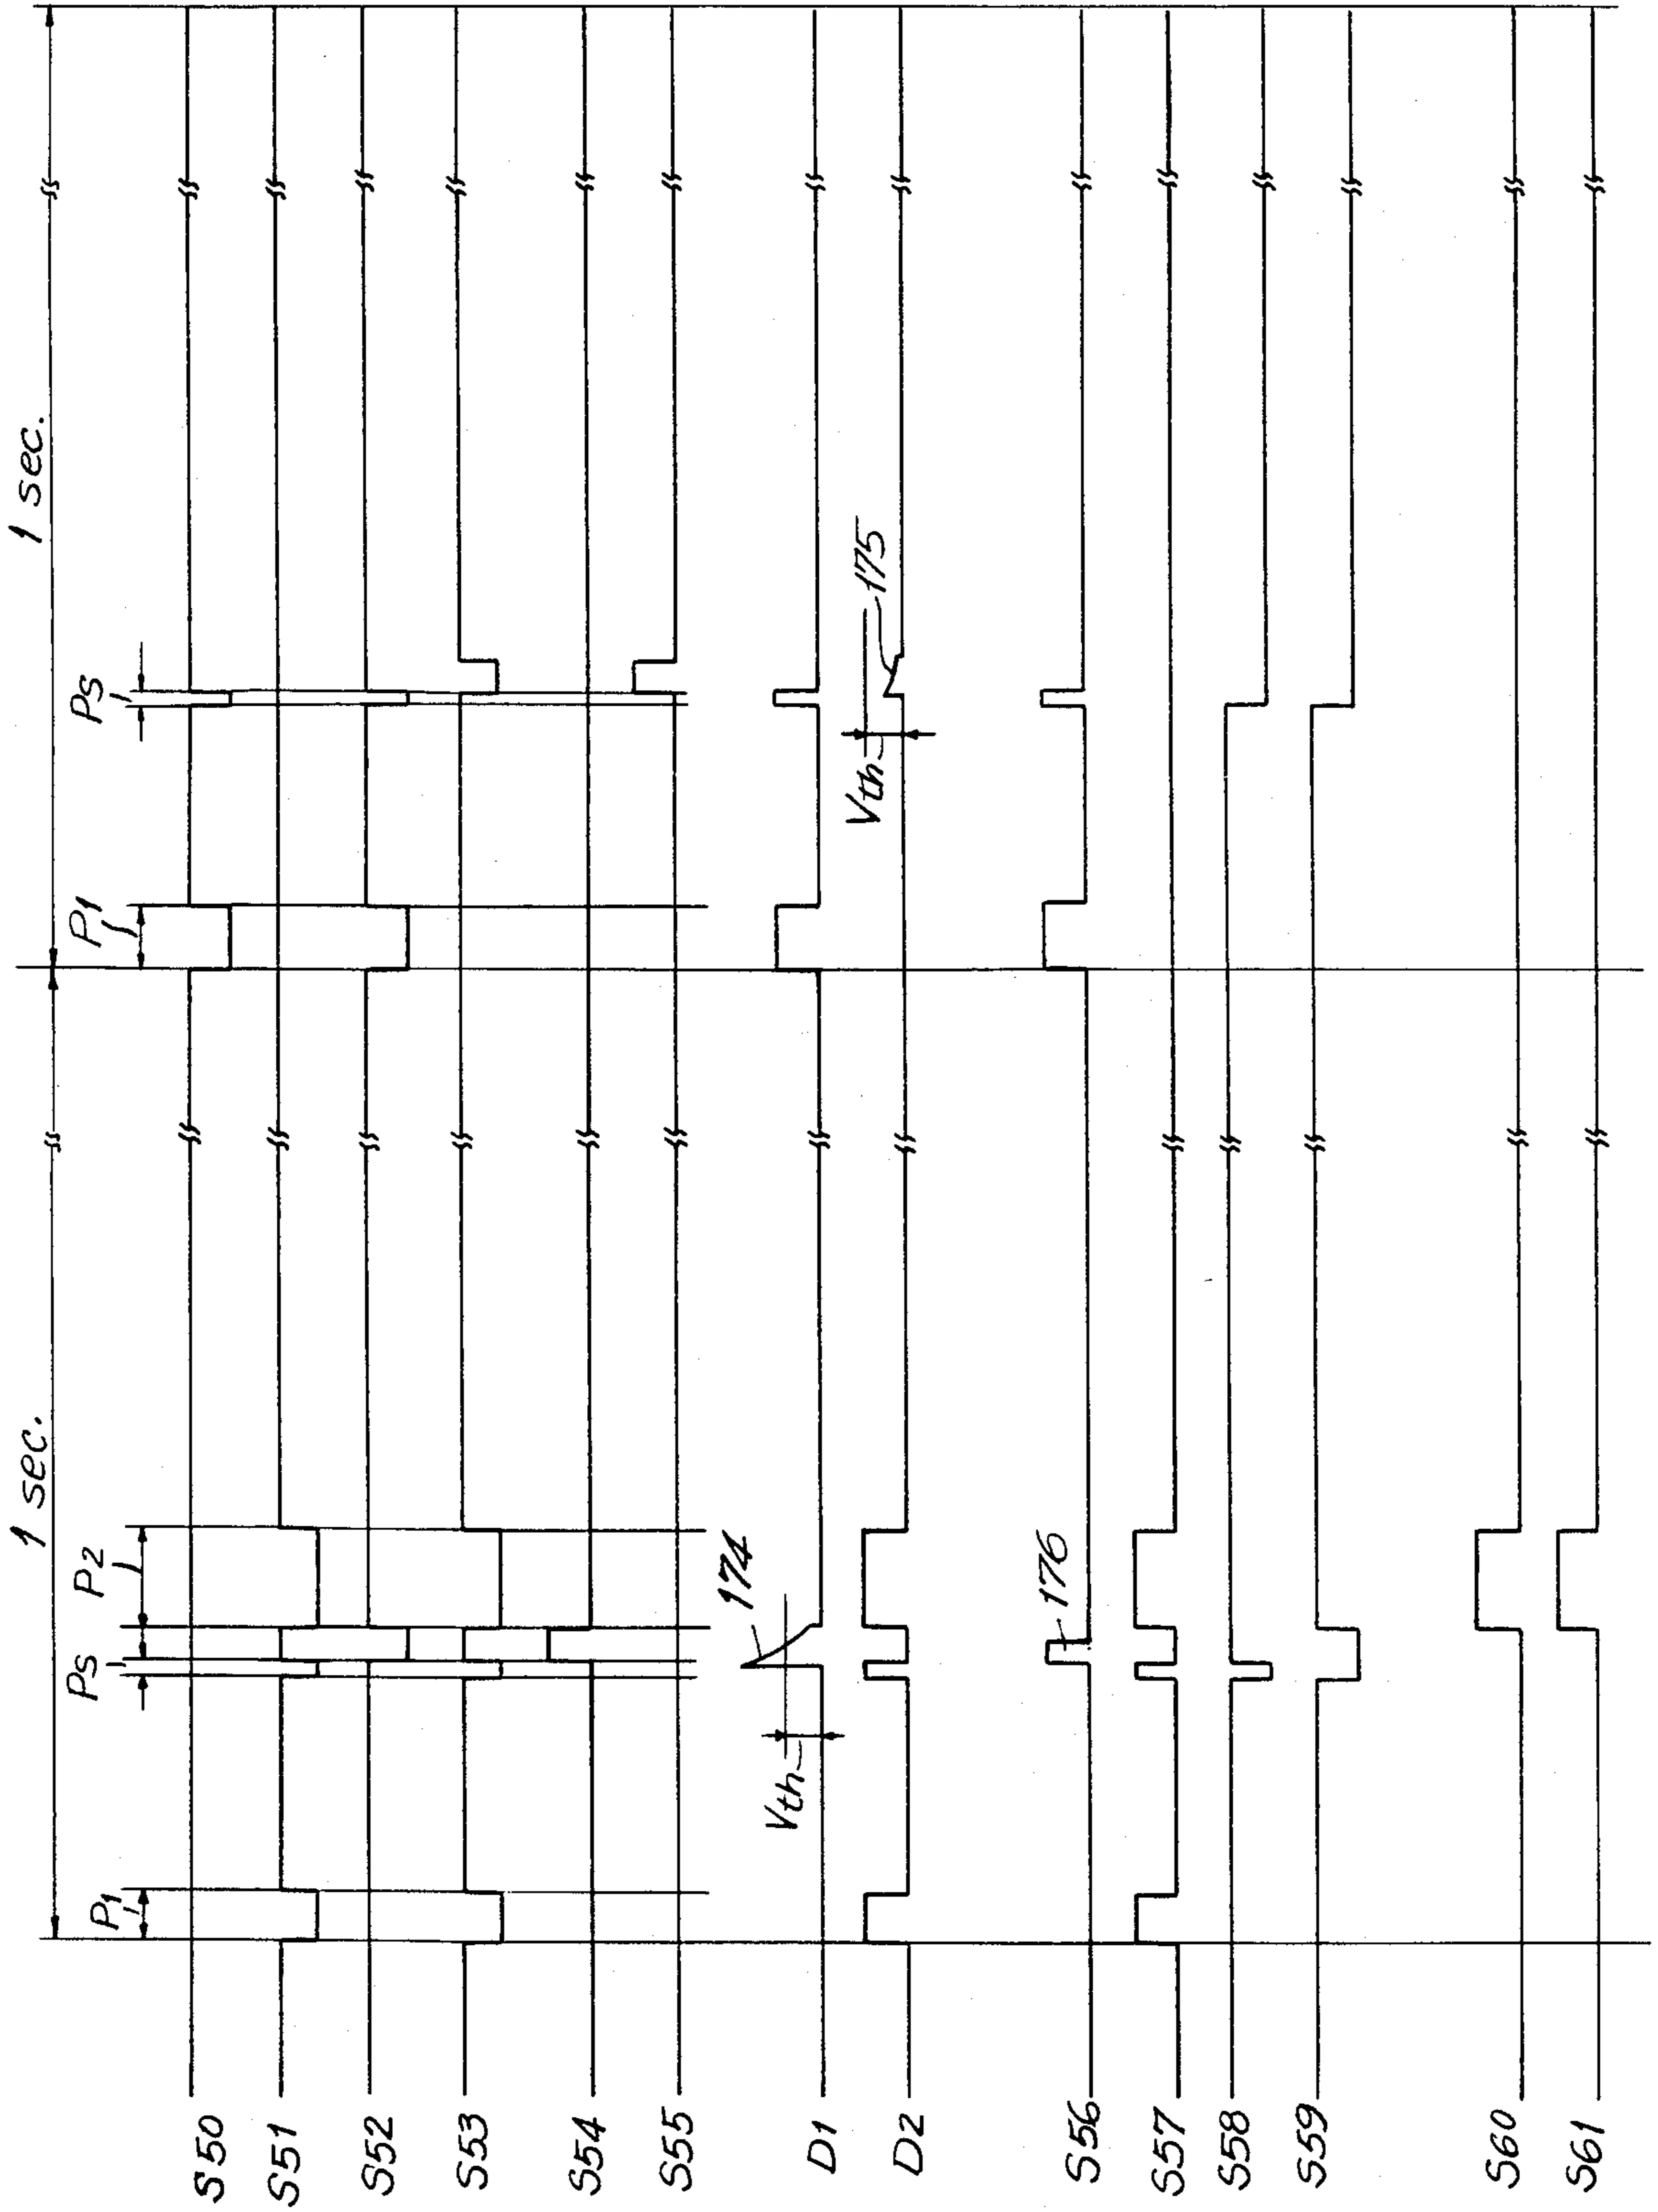 1 sec.
1 sec.
P1
PS
P2
P1
PS
S50
S51
S52
S53
S54
S55
Vth
174
D1
Vth
175
D2
176
S56
S57
S58
S59
S60
S61